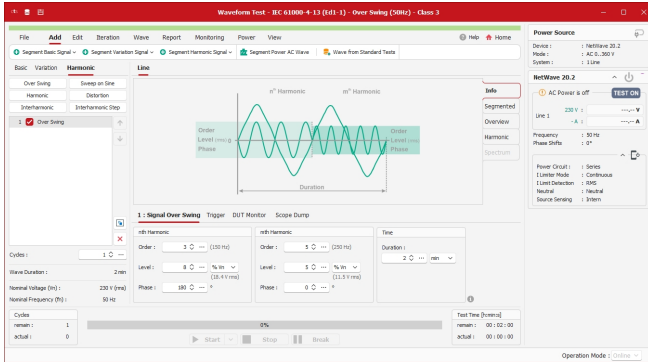 Waveform Test - IEC 61000-4-13 (Ed1-1) - Over Swing (50Hz) - Class 3
File Add Edit Iteration Wave Report Monitoring Power View Help Home
Segment Basic Signal Segment Variation Signal Segment Harmonic Signal Segment Power AC Wave Wave from Standard Tests
Basic Variation Harmonic
Over Swing Sweep on Sine
Harmonic Distortion
Interharmonic Interharmonic Step
1 Over Swing
Cycles : 1
Wave Duration : 2 min
Nominal Voltage (Vn) : 230 V (rms)
Nominal Frequency (fn) : 50 Hz
Line
nth Harmonic mth Harmonic
Order Order
Level (rms) 0 Level (rms)
Phase Phase
Duration
Info
Segmented
Overview
Harmonic
Spectrum
1 : Signal Over Swing Trigger DUT Monitor Scope Dump
nth Harmonic
Order : 3 ... (150 Hz)
Level : 8 ... % Vn
(18.4 V rms)
Phase : 180 ... °
mth Harmonic
Order : 5 ... (250 Hz)
Level : 5 ... % Vn
(11.5 V rms)
Phase : 0 ... °
Time
Duration :
2 ... min
Cycles
remain : 1
actual : 0
0%
Start Stop Break
Test Time [h:min:s]
remain : 00 : 02 : 00
actual : 00 : 00 : 00
Power Source
Device : NetWave 20.2
Mode : AC 0...360 V
System : 1 Line
NetWave 20.2
AC Power is off TEST ON
Line 1
230 V : ---,-- V
- A : ---,-- A
Frequency : 50 Hz
Phase Shifts : 0°
Power Circuit : Series
I Limiter Mode : Continuous
I Limit Detection : RMS
Neutral : Neutral
Source Sensing : Intern
Operation Mode : Online